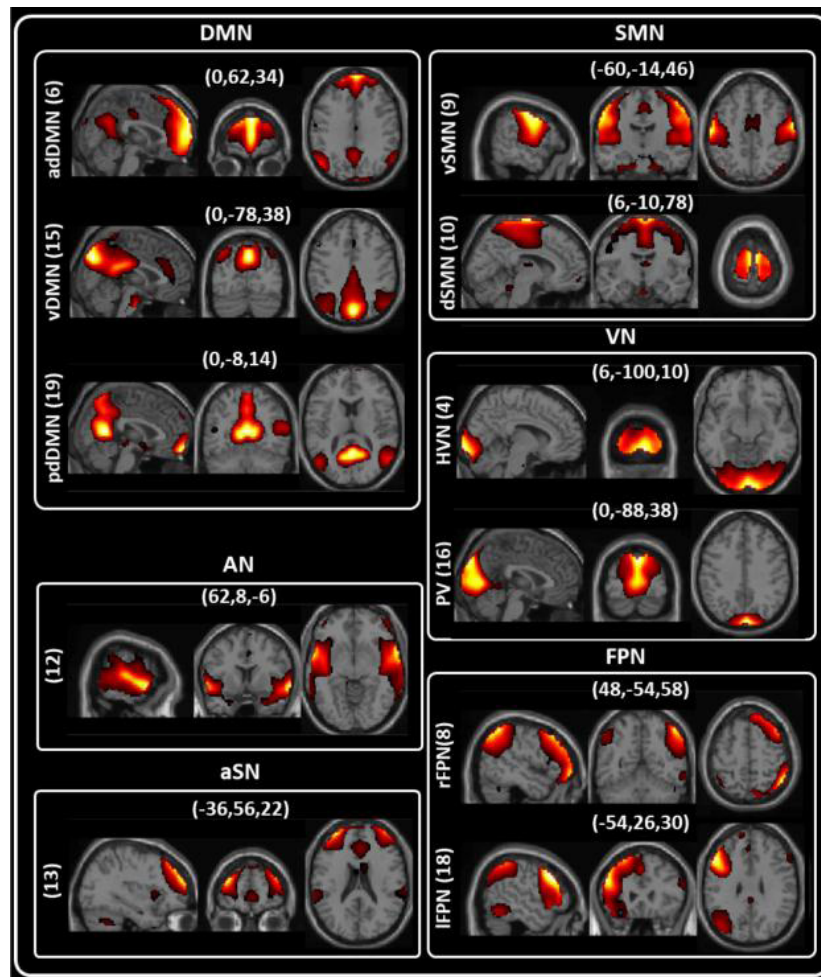 DMN
adDMN (6)
(0,62,34)
vDMN (15)
(0,-78,38)
pdDMN (19)
(0,-8,14)
AN
(12)
(62,8,-6)
aSN
(13)
(-36,56,22)
SMN
vSMN (9)
(-60,-14,46)
dSMN (10)
(6,-10,78)
VN
HVN (4)
(6,-100,10)
PV (16)
(0,-88,38)
FPN
rFPN(8)
(48,-54,58)
lFPN (18)
(-54,26,30)